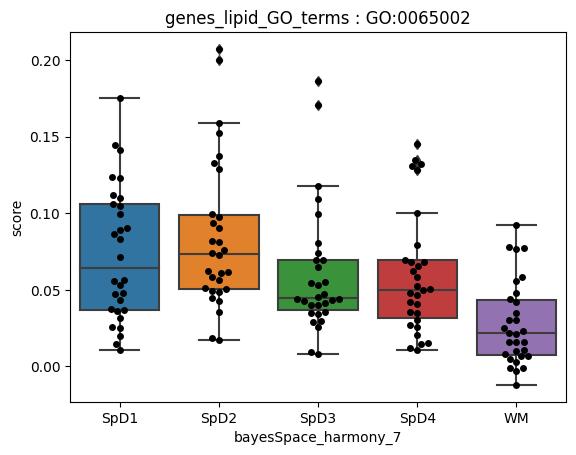 genes_lipid_GO_terms : GO:0065002
0.20
0.15
0.10
0.05
0.00
score
SpD1 SpD2 SpD3 SpD4 WM
bayesSpace_harmony_7